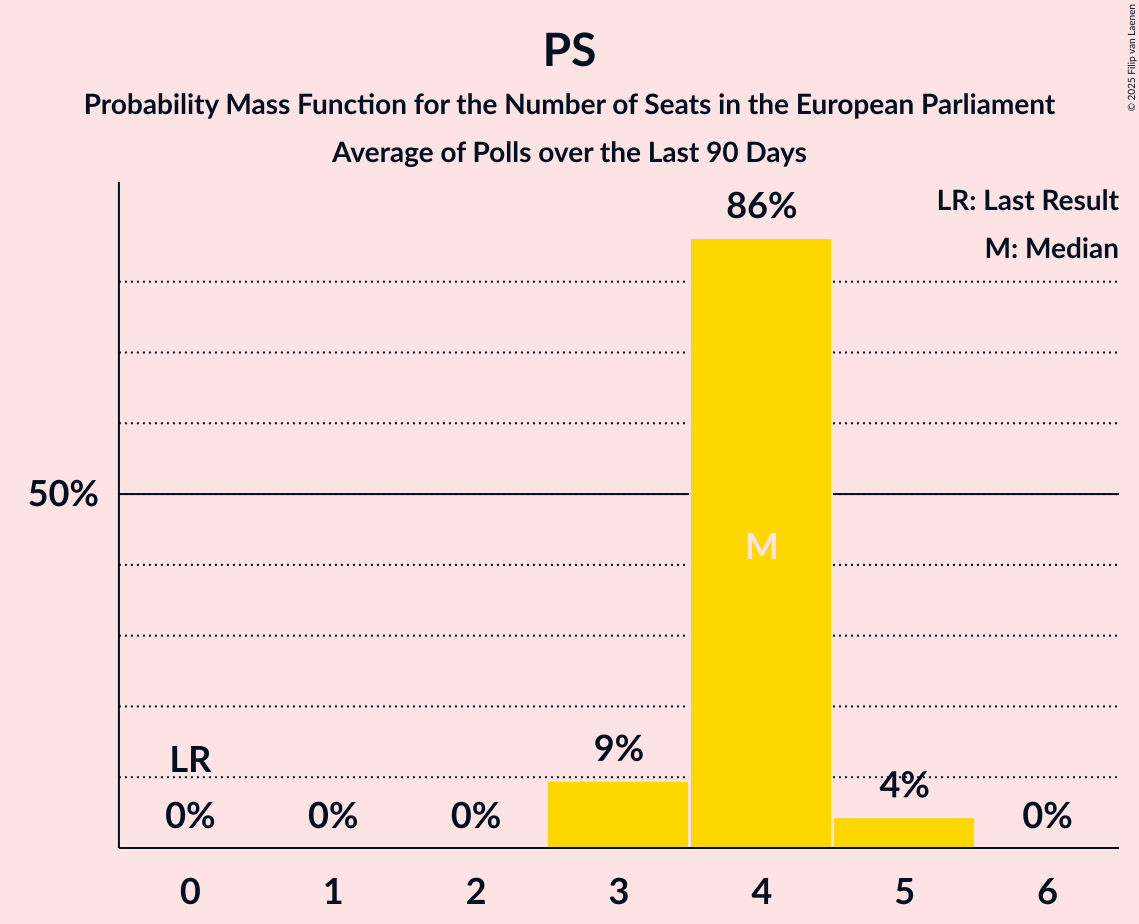 PS
Probability Mass Function for the Number of Seats in the European Parliament
Average of Polls over the Last 90 Days
© 2025 Filip van Laenen
LR: Last Result
M: Median
86%
50%
M
LR
9%
4%
0% 0% 0% 0%
0 1 2 3 4 5 6